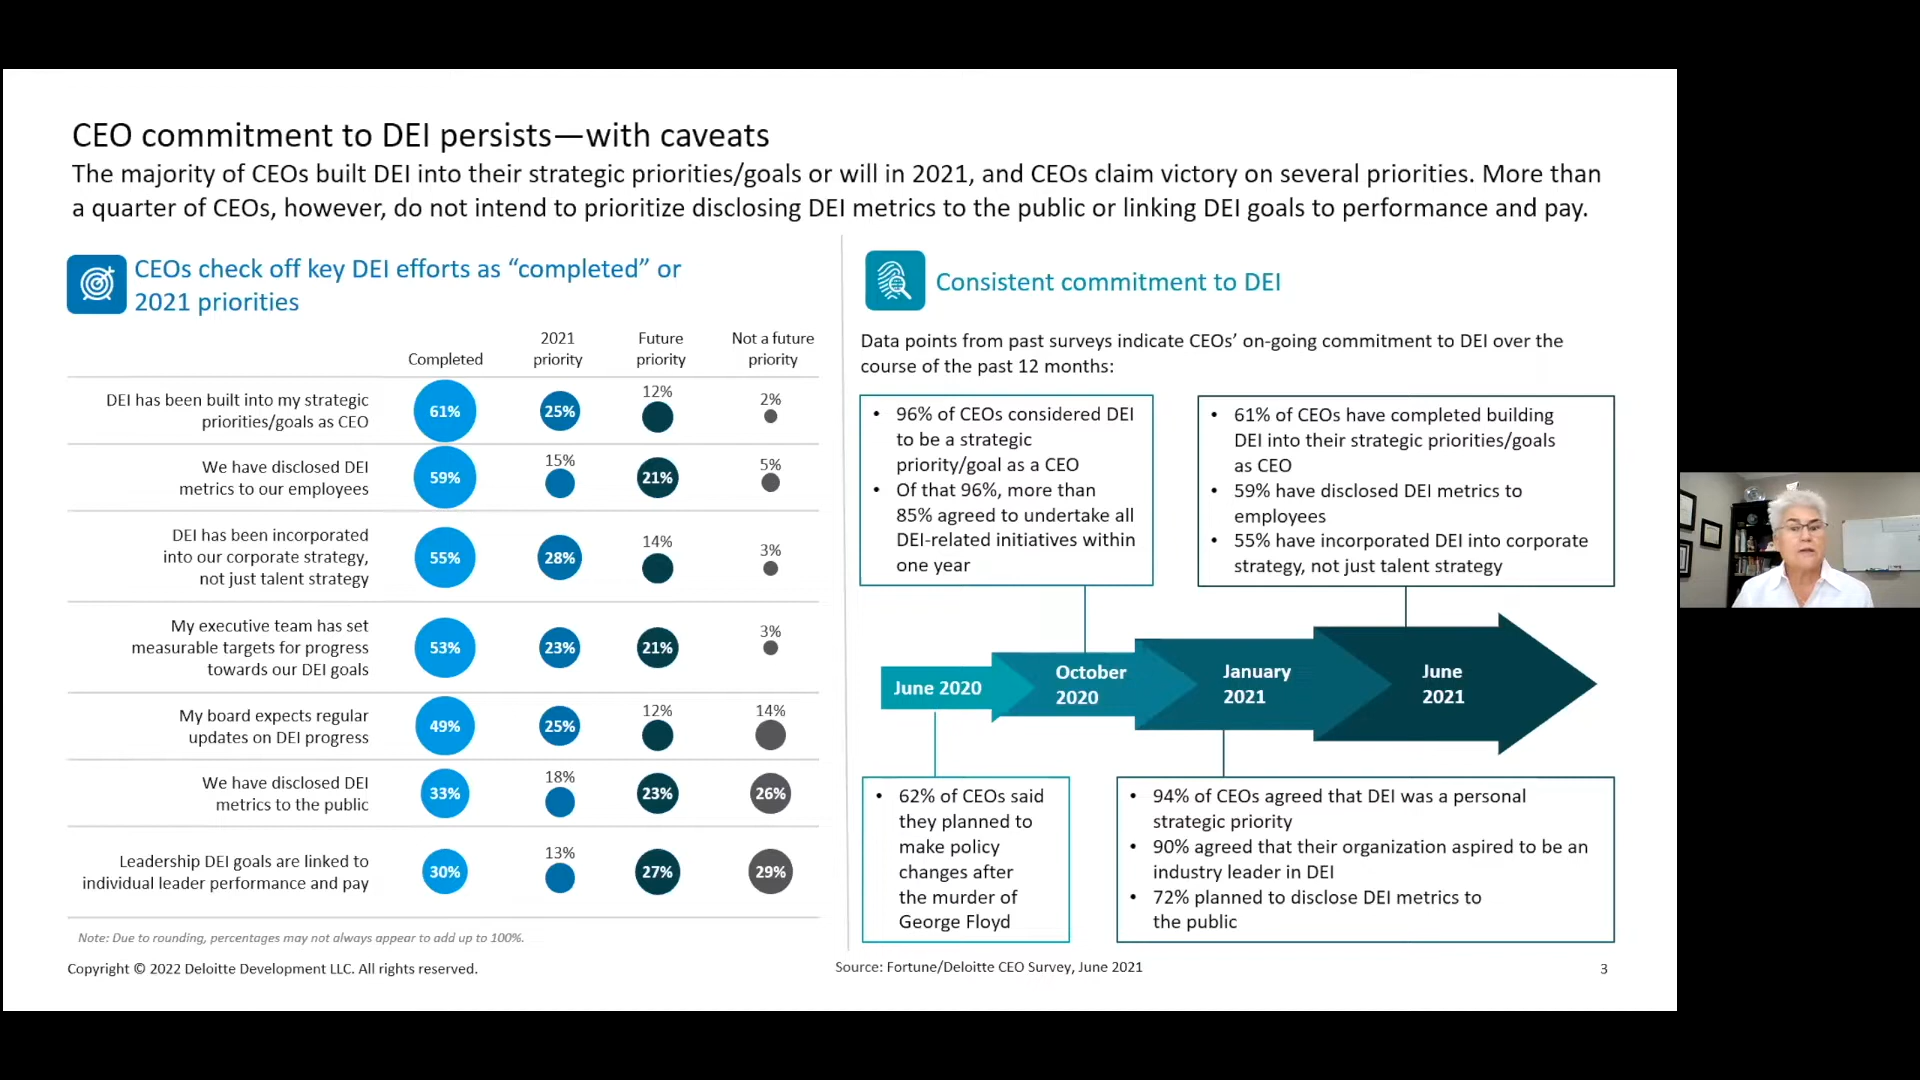 CEO commitment to DEI persists—with caveats
The majority of CEOs built DEI into their strategic priorities/goals or will in 2021, and CEOs claim victory on several priorities. More than
a quarter of CEOs, however, do not intend to prioritize disclosing DEI metrics to the public or linking DEI goals to performance and pay.
CEOs check off key DEI efforts as “completed” or
2021 priorities
Completed
2021
priority
Future
priority
Not a future
priority
DEI has been built into my strategic
priorities/goals as CEO
61%
25%
12%
2%
We have disclosed DEI
metrics to our employees
59%
15%
21%
5%
DEI has been incorporated
into our corporate strategy,
not just talent strategy
55%
28%
14%
3%
My executive team has set
measurable targets for progress
towards our DEI goals
53%
23%
21%
3%
My board expects regular
updates on DEI progress
49%
25%
12%
14%
We have disclosed DEI
metrics to the public
33%
18%
23%
26%
Leadership DEI goals are linked to
individual leader performance and pay
30%
13%
27%
29%
Note: Due to rounding, percentages may not always appear to add up to 100%.
Copyright © 2022 Deloitte Development LLC. All rights reserved.
Consistent commitment to DEI
Data points from past surveys indicate CEOs’ on-going commitment to DEI over the
course of the past 12 months:
• 96% of CEOs considered DEI
to be a strategic
priority/goal as a CEO
• Of that 96%, more than
85% agreed to undertake all
DEI-related initiatives within
one year
• 61% of CEOs have completed building
DEI into their strategic priorities/goals
as CEO
• 59% have disclosed DEI metrics to
employees
• 55% have incorporated DEI into corporate
strategy, not just talent strategy
June 2020
October
2020
January
2021
June
2021
• 62% of CEOs said
they planned to
make policy
changes after
the murder of
George Floyd
• 94% of CEOs agreed that DEI was a personal
strategic priority
• 90% agreed that their organization aspired to be an
industry leader in DEI
• 72% planned to disclose DEI metrics to
the public
Source: Fortune/Deloitte CEO Survey, June 2021
3